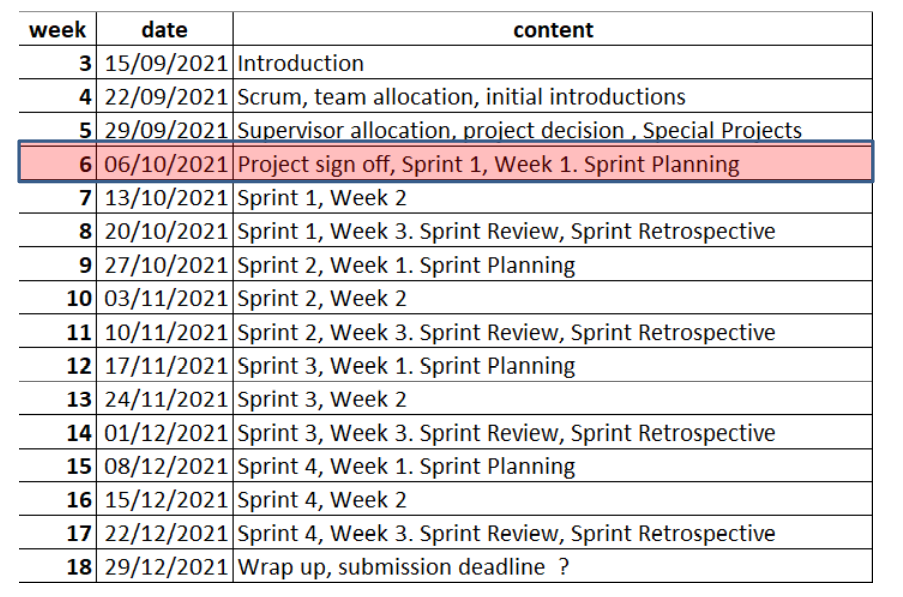 week date content
3 15/09/2021 Introduction
4 22/09/2021 Scrum, team allocation, initial introductions
5 29/09/2021 Supervisor allocation, project decision , Special Projects
6 06/10/2021 Project sign off, Sprint 1, Week 1. Sprint Planning
7 13/10/2021 Sprint 1, Week 2
8 20/10/2021 Sprint 1, Week 3. Sprint Review, Sprint Retrospective
9 27/10/2021 Sprint 2, Week 1. Sprint Planning
10 03/11/2021 Sprint 2, Week 2
11 10/11/2021 Sprint 2, Week 3. Sprint Review, Sprint Retrospective
12 17/11/2021 Sprint 3, Week 1. Sprint Planning
13 24/11/2021 Sprint 3, Week 2
14 01/12/2021 Sprint 3, Week 3. Sprint Review, Sprint Retrospective
15 08/12/2021 Sprint 4, Week 1. Sprint Planning
16 15/12/2021 Sprint 4, Week 2
17 22/12/2021 Sprint 4, Week 3. Sprint Review, Sprint Retrospective
18 29/12/2021 Wrap up, submission deadline ?